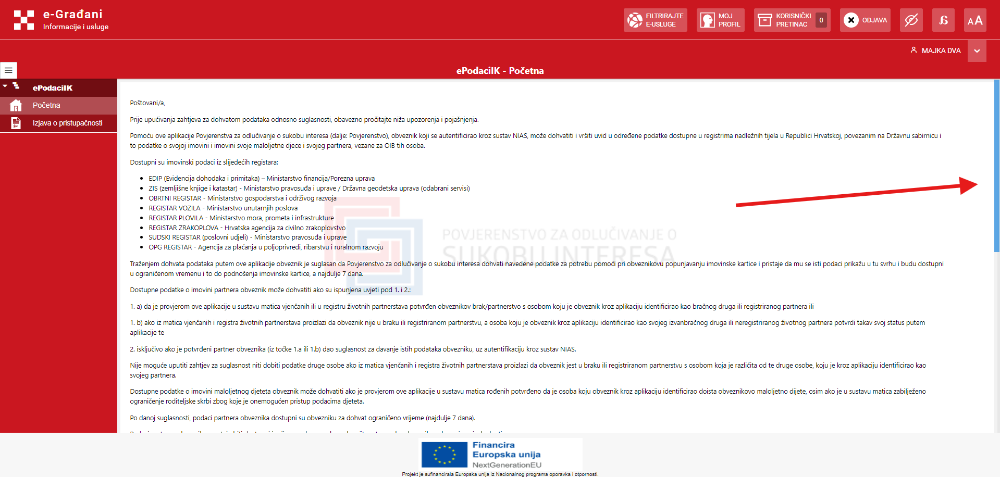 e-Građani
Informacije i usluge
FILTRIRAJTE
E-USLUGE
MOJ
PROFIL
KORISNIČKI
PRETINAC
0
ODJAVA
AA
MAJKA DVA
ePodaciIK - Početna
ePodaciIK
Početna
Izjava o pristupačnosti
Poštovani/a,
Prije upućivanja zahtjeva za dohvatom podataka odnosno suglasnosti, obavezno pročitajte niža upozorenja i pojašnjenja.
Pomoću ove aplikacije Povjerenstva za odlučivanje o sukobu interesa (dalje: Povjerenstvo), obveznik koji se autentificirao kroz sustav NIAS, može dohvatiti i vršiti uvid u određene podatke dostupne u registrima nadležnih tijela u Republici Hrvatskoj, povezanim na Državnu sabirnicu i
to podatke o svojoj imovini i imovini svoje maloljetne djece i svojeg partnera, vezane za OIB tih osoba.
Dostupni su imovinski podaci iz slijedećih registara:
• EDIP (Evidencija dohodaka i primitaka) – Ministarstvo financija/Porezna uprava
• ZIS (zemljišne knjige i katastar) - Ministarstvo pravosuđa i uprave / Državna geodetska uprava (odabrani servisi)
• OBRTNI REGISTAR - Ministarstvo gospodarstva i održivog razvoja
• REGISTAR VOZILA - Ministarstvo unutarnjih poslova
• REGISTAR PLOVILA - Ministarstvo mora, prometa i infrastrukture
• REGISTAR ZRAKOPLOVA - Hrvatska agencija za civilno zrakoplovstvo
• SUDSKI REGISTAR (poslovni udjeli) - Ministarstvo pravosuđa i uprave
• OPG REGISTAR - Agencija za plaćanja u poljoprivredi, ribarstvu i ruralnom razvoju
POVJERENSTVO ZA ODLUČIVANJE O
SUKOBU INTERESA
Traženjem dohvata podataka putem ove aplikacije obveznik je suglasan da Povjerenstvo za odlučivanje o sukobu interesa dohvati navedene podatke za potrebu pomoći pri obveznikovu popunjavanju imovinske kartice i pristaje da mu se isti podaci prikažu u tu svrhu i budu dostupni
u ograničenom vremenu i to do podnošenja imovinske kartice, a najdulje 7 dana.
Dostupne podatke o imovini partnera obveznik može dohvatiti ako su ispunjena uvjeti pod 1. i 2.:
1. a) da je provjerom ove aplikacije u sustavu matica vjenčanih ili u registru životnih partnerstava potvrđen obveznikov brak/partnerstvo s osobom koju je obveznik kroz aplikaciju identificirao kao bračnog druga ili registriranog partnera ili
1. b) ako iz matica vjenčanih i registra životnih partnerstava proizlazi da obveznik nije u braku ili registriranom partnerstvu, a osoba koju je obveznik kroz aplikaciju identificirao kao svojeg izvanbračnog druga ili neregistriranog životnog partnera potvrdi takav svoj status putem
aplikacije te
2. isključivo ako je potvrđeni partner obveznika (iz točke 1.a ili 1.b) dao suglasnost za davanje istih podataka obvezniku, uz autentifikaciju kroz sustav NIAS.
Nije moguće uputiti zahtjev za suglasnost niti dobiti podatke druge osobe ako iz matica vjenčanih i registra životnih partnerstava proizlazi da obveznik jest u braku ili registriranom partnerstvu s osobom koja je različita od te druge osobe, koju je kroz aplikaciju identificirao kao
svojeg partnera.
Dostupne podatke o imovini maloljetnog djeteta obveznik može dohvatiti ako je provjerom ove aplikacije u sustavu matica rođenih potvrđeno da je osoba koju obveznik kroz aplikaciju identificirao doista obveznikovo maloljetno dijete, osim ako je u sustavu matica zabilježeno
ograničenje roditeljske skrbi zbog koje je onemogućen pristup podacima djeteta.
Po danoj suglasnosti, podaci partnera obveznika dostupni su obvezniku za dohvat ograničeno vrijeme (najdulje 7 dana).
Financira
Europska unija
NextGenerationEU
Projekt je sufinancirala Europska unija iz Nacionalnog programa oporavka i otpornosti.